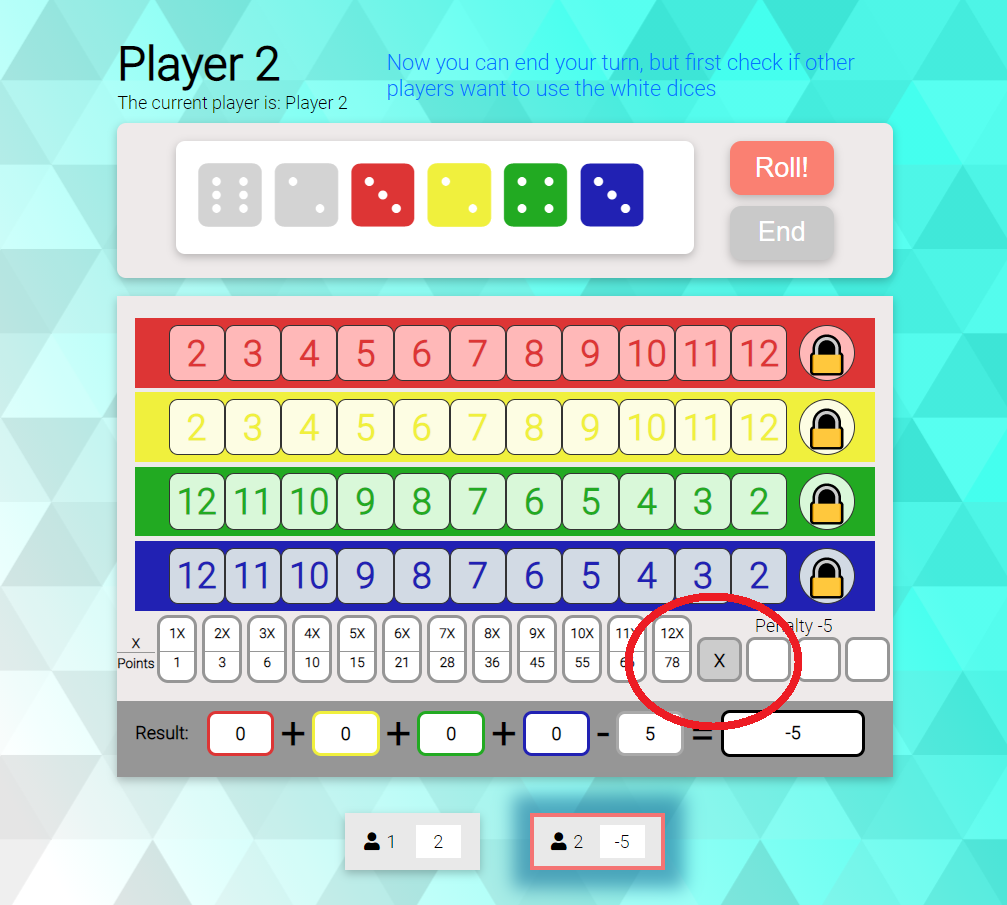 Player 2
The current player is: Player 2
Now you can end your turn, but first check if other
players want to use the white dices
Roll!
End
2 3 4 5 6 7 8 9 10 11 12
2 3 4 5 6 7 8 9 10 11 12
12 11 10 9 8 7 6 5 4 3 2
12 11 10 9 8 7 6 5 4 3 2
Penalty -5
X 1X 2X 3X 4X 5X 6X 7X 8X 9X 10X 11X 12X
Points 1 3 6 10 15 21 28 36 45 55 78 X
Result: 0 + 0 + 0 + 0 - 5 = -5
1 2
2 -5